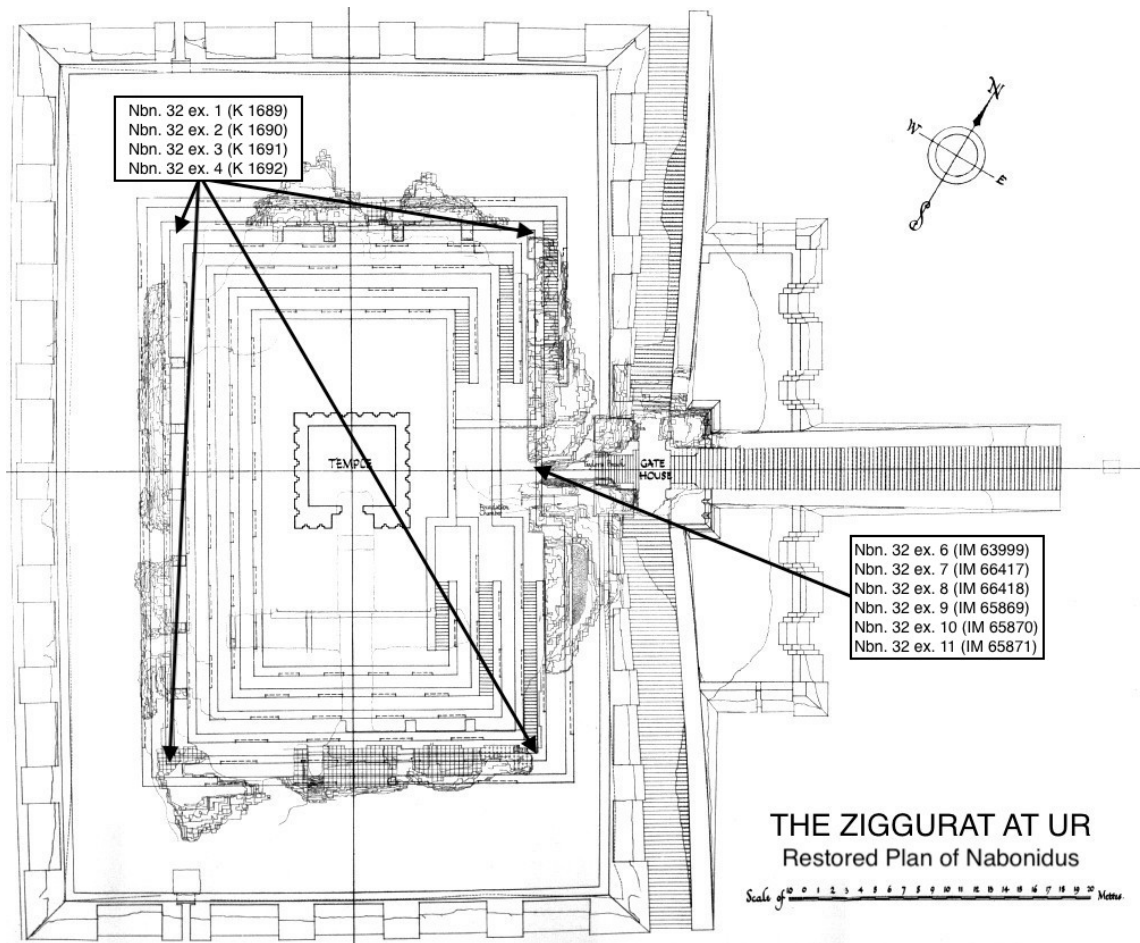 Nbn. 32 ex. 1 (K 1689)
Nbn. 32 ex. 2 (K 1690)
Nbn. 32 ex. 3 (K 1691)
Nbn. 32 ex. 4 (K 1692)
N
W
E
S
TEMPLE
GATE
HOUSE
Foundation
Chamber
Nbn. 32 ex. 6 (IM 63999)
Nbn. 32 ex. 7 (IM 66417)
Nbn. 32 ex. 8 (IM 66418)
Nbn. 32 ex. 9 (IM 65869)
Nbn. 32 ex. 10 (IM 65870)
Nbn. 32 ex. 11 (IM 65871)
THE ZIGGURAT AT UR
Restored Plan of Nabonidus
Scale of 10 0 1 2 3 4 5 6 7 8 9 10 11 12 13 14 15 16 17 18 19 20 Metres